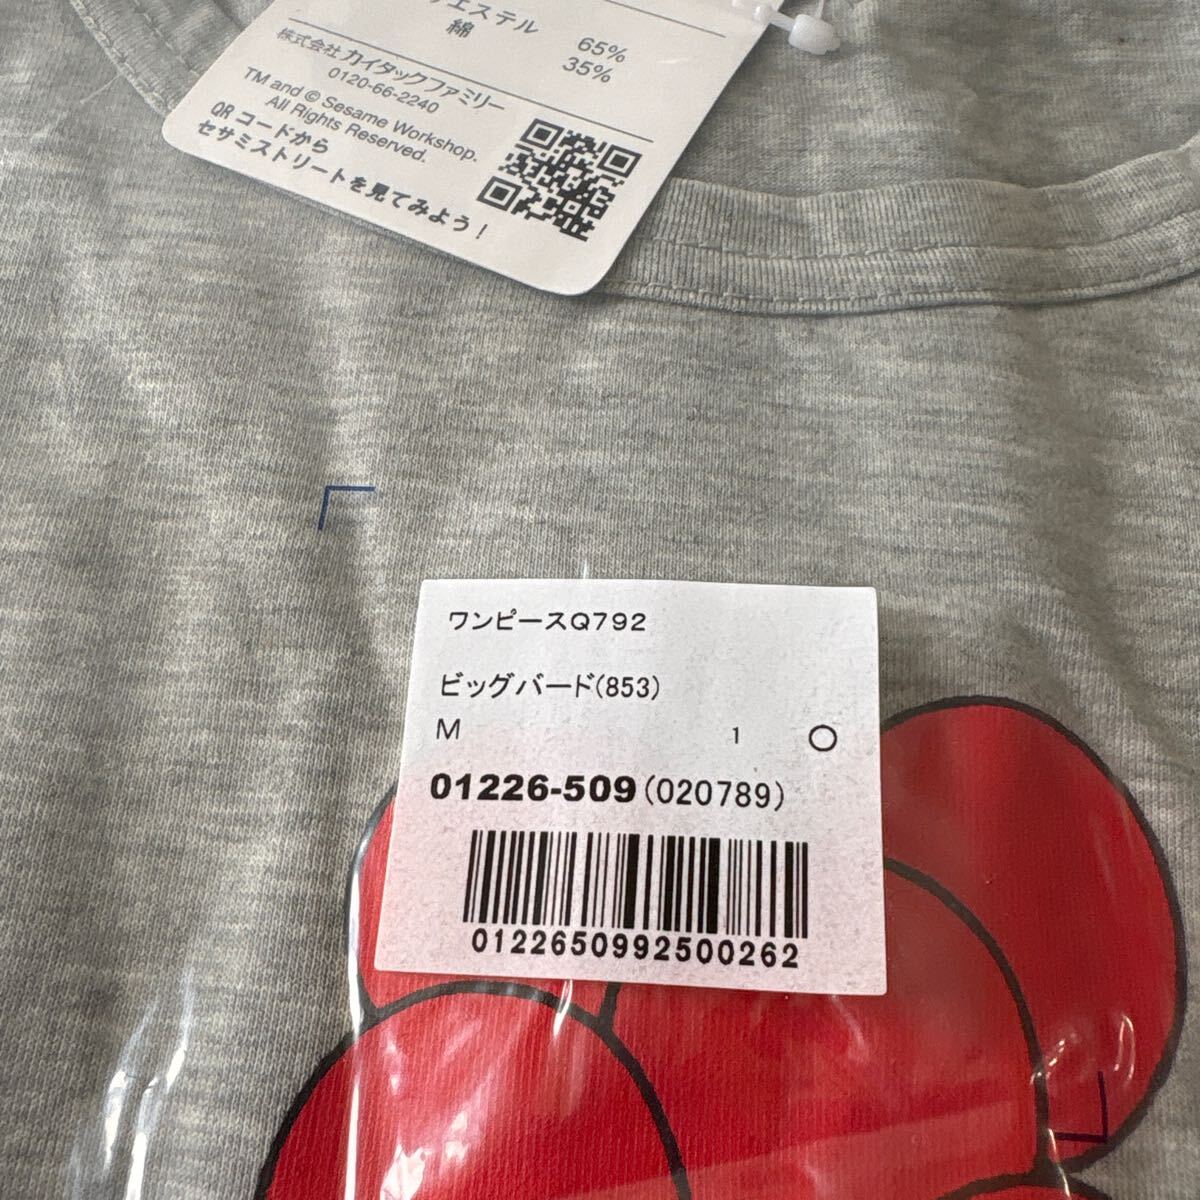 エステル 65%
綿 35%
株式会社 カイタックファミリー
0120-66-2240
TM and © Sesame Workshop.
All Rights Reserved.
QR コードから
セサミストリートを見てみよう！
ワンピースQ792
ビッグバード(853)
M 1 ○
01226-509(020789)
0122650992500262